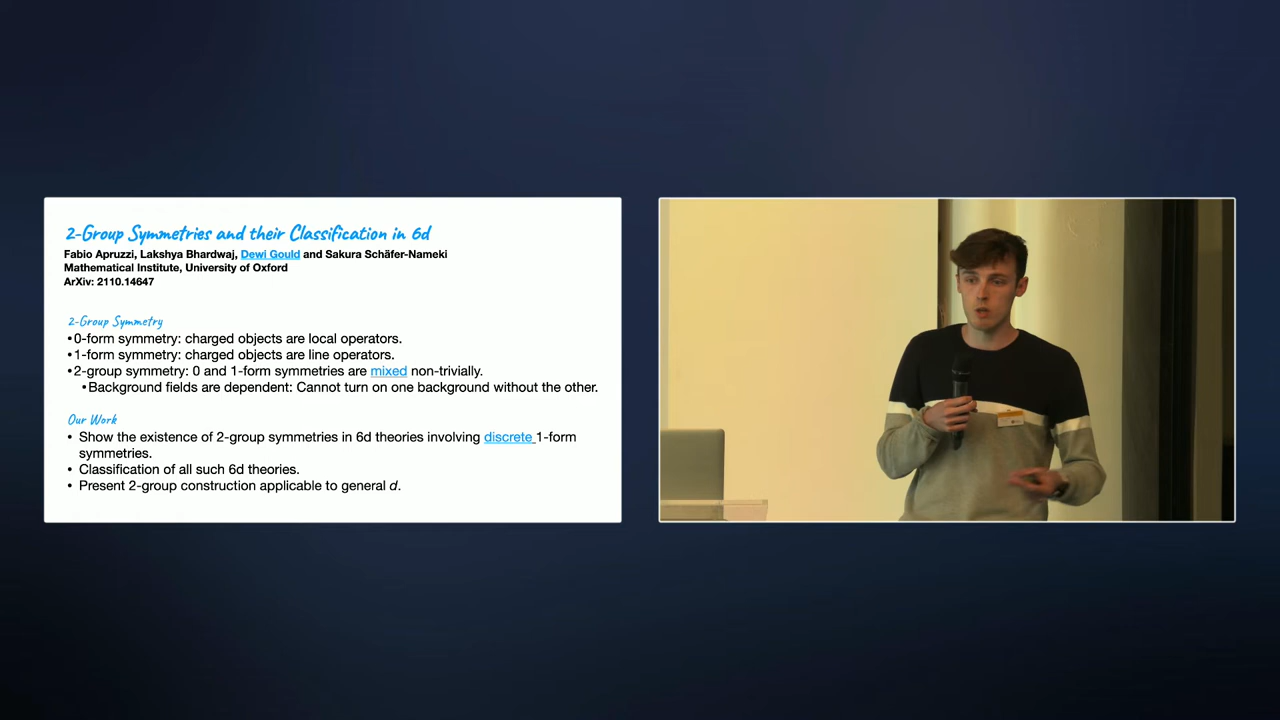 2-Group Symmetries and their Classification in 6d
Fabio Apruzzi, Lakshya Bhardwaj, Dewi Gould and Sakura Schäfer-Nameki
Mathematical Institute, University of Oxford
ArXiv: 2110.14647
2-Group Symmetry
•0-form symmetry: charged objects are local operators.
•1-form symmetry: charged objects are line operators.
•2-group symmetry: 0 and 1-form symmetries are mixed non-trivially.
•Background fields are dependent: Cannot turn on one background without the other.
Our Work
• Show the existence of 2-group symmetries in 6d theories involving discrete 1-form
symmetries.
• Classification of all such 6d theories.
• Present 2-group construction applicable to general d.